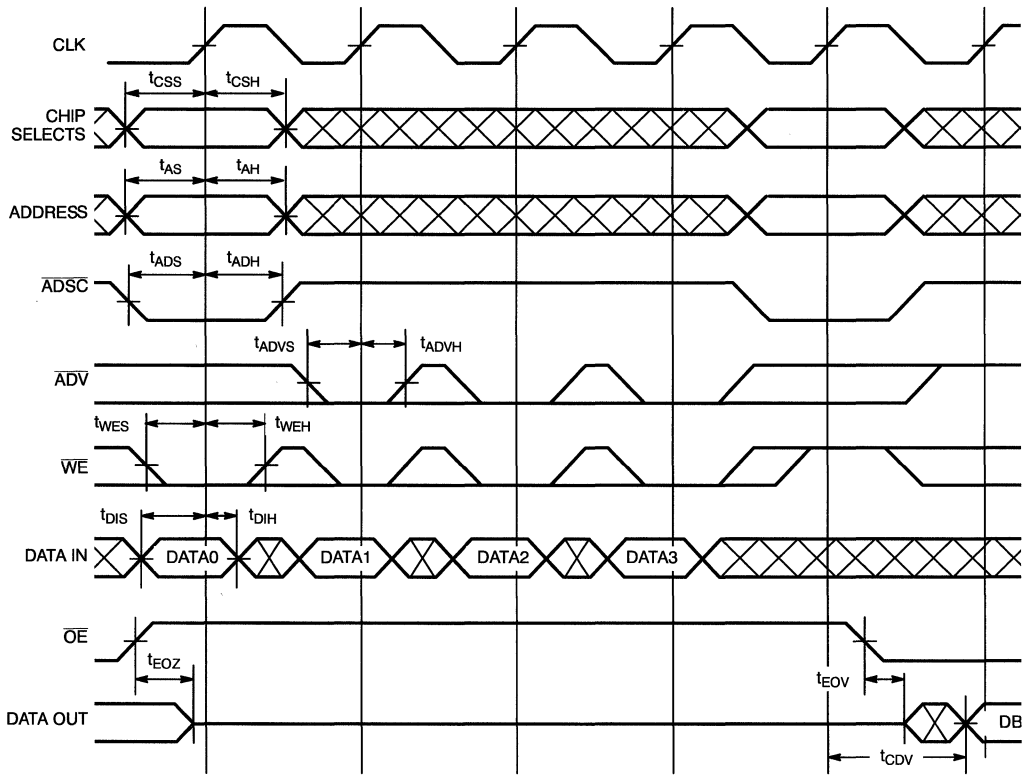 CLK
tCSS
tCSH
CHIP
SELECTS
tAS
tAH
ADDRESS
tADS
tADH
ADSC
tADVS
tADVH
ADV
tWES
tWEH
WE
tDIS
tDIH
DATA IN
DATA0
DATA1
DATA2
DATA3
OE
tEOZ
tEOV
DATA OUT
DB
tCDV